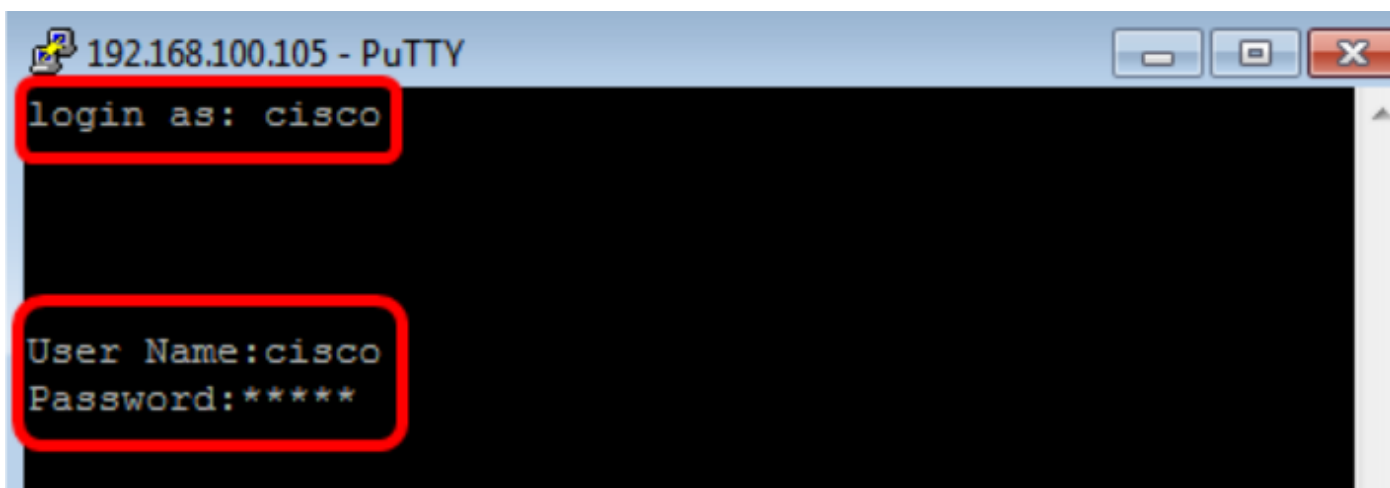 192.168.100.105 - PuTTY
login as: cisco
User Name:cisco
Password:*****